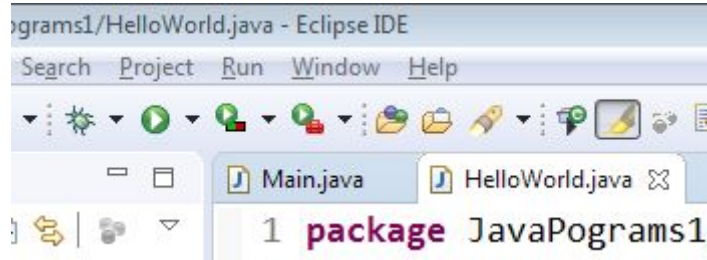 ograms1/HelloWorld.java - Eclipse IDE
Search Project Run Window Help
Main.java HelloWorld.java
1 package JavaPograms1